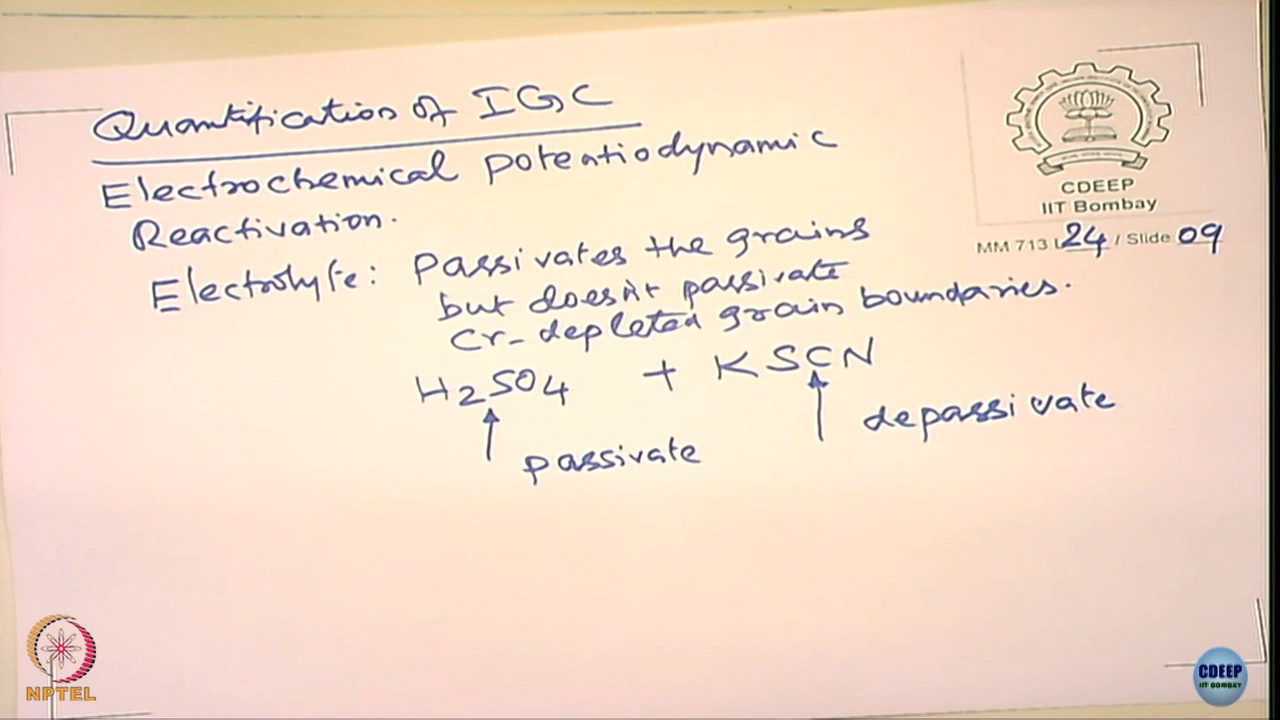 Quantification of IGC
Electrochemical Potentiodynamic
Reactivation.
Electrolyte: Passivates the grains
but doesn't passivate
Cr-depleted grain boundaries.
H2SO4 + KSCN
passivate
depassivate
CDEEP
IIT Bombay
MM 713 L24 / Slide 09
NPTEL
CDEEP
IIT BOMBAY